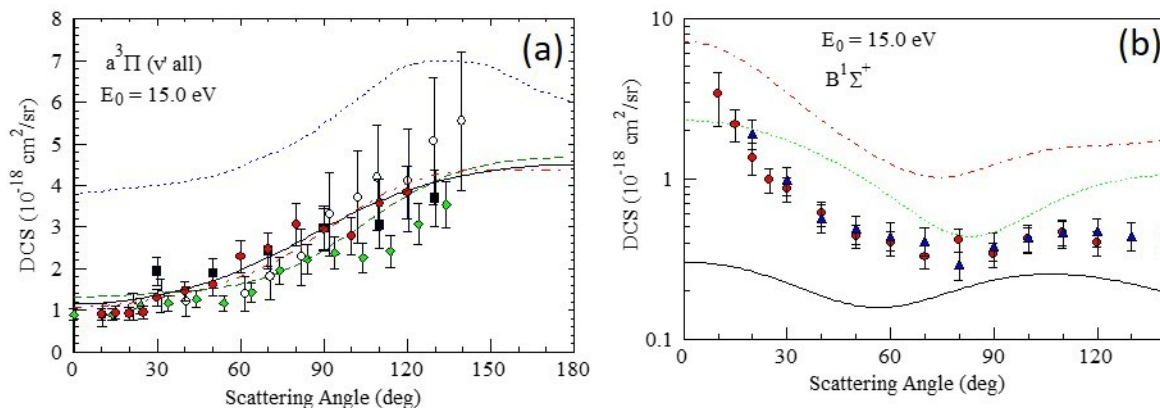 (a)
a³Π (v' all)
E₀ = 15.0 eV
DCS (10⁻¹⁸ cm²/sr)
8
7
6
5
4
3
2
1
0
0 30 60 90 120 150 180
Scattering Angle (deg)
(b)
E₀ = 15.0 eV
B¹Σ⁺
DCS (10⁻¹⁸ cm²/sr)
10
1
0.1
0 30 60 90 120
Scattering Angle (deg)